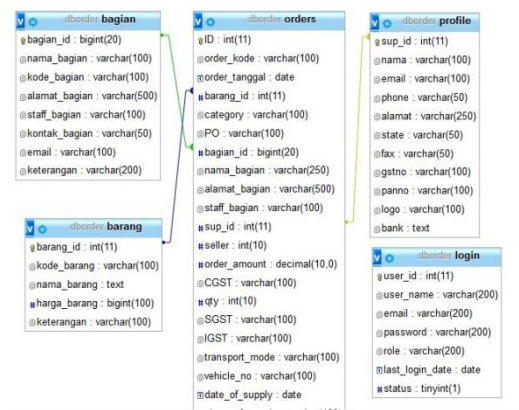 dborder bagian
bagian_id : bigint(20)
nama_bagian : varchar(100)
kode_bagian : varchar(100)
alamat_bagian : varchar(500)
staff_bagian : varchar(100)
kontak_bagian : varchar(50)
email : varchar(100)
keterangan : varchar(200)
dborder barang
barang_id : int(11)
kode_barang : varchar(100)
nama_barang : text
harga_barang : bigint(100)
keterangan : varchar(100)
dborder orders
ID : int(11)
order_kode : varchar(100)
order_tanggal : date
barang_id : int(11)
category : varchar(100)
PO : varchar(100)
bagian_id : bigint(20)
nama_bagian : varchar(250)
alamat_bagian : varchar(500)
staff_bagian : varchar(100)
sup_id : int(11)
seller : int(10)
order_amount : decimal(10,0)
CGST : varchar(100)
qty : int(10)
SGST : varchar(100)
IGST : varchar(100)
transport_mode : varchar(100)
vehicle_no : varchar(100)
date_of_supply : date
dborder profile
sup_id : int(11)
nama : varchar(100)
email : varchar(100)
phone : varchar(50)
alamat : varchar(250)
state : varchar(50)
fax : varchar(50)
gstno : varchar(100)
panno : varchar(100)
logo : varchar(100)
bank : text
dborder login
user_id : int(11)
user_name : varchar(200)
email : varchar(200)
password : varchar(200)
role : varchar(200)
last_login_date : date
status : tinyint(1)